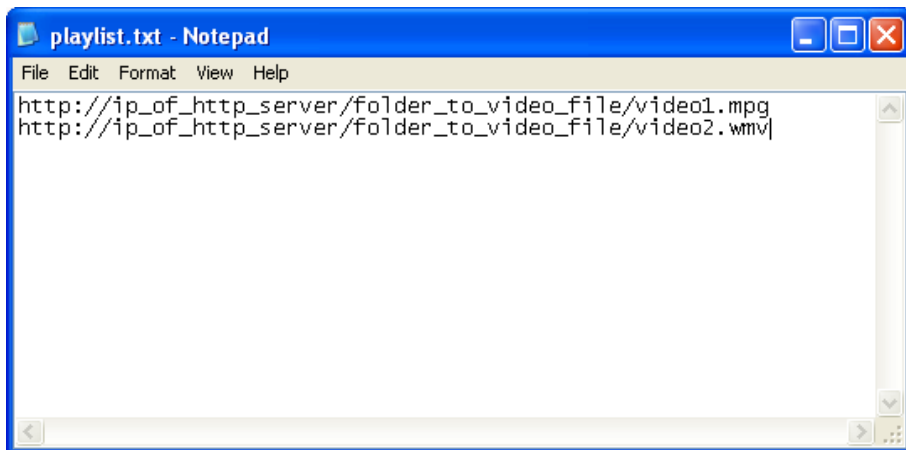 playlist.txt - Notepad
File Edit Format View Help
http://ip_of_http_server/folder_to_video_file/video1.mpg
http://ip_of_http_server/folder_to_video_file/video2.wmv